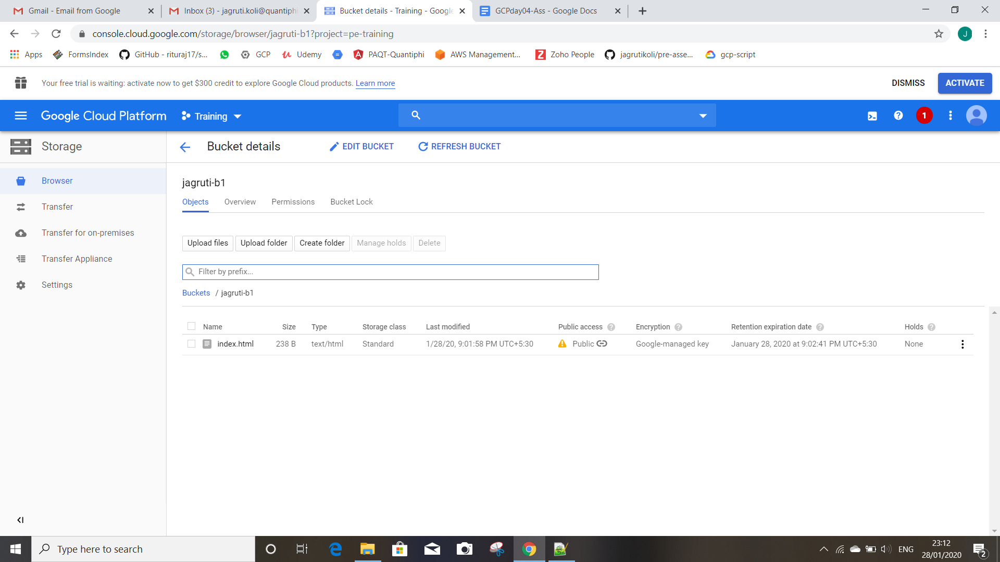 Gmail - Email from Google
Inbox (3) - jagruti.koli@quantiphi
Bucket details - Training - Google
GCPday04-Ass - Google Docs
console.cloud.google.com/storage/browser/jagruti-b1?project=pe-training
J
Apps
FormsIndex
GitHub - rituraj17/s...
GCP
Udemy
PAQT-Quantiphi
AWS Management...
Zoho People
jagrutikoli/pre-asse...
gcp-script
Your free trial is waiting: activate now to get $300 credit to explore Google Cloud products. Learn more
DISMISS
ACTIVATE
Google Cloud Platform
Training
1
Storage
Bucket details
EDIT BUCKET
REFRESH BUCKET
Browser
Transfer
Transfer for on-premises
Transfer Appliance
Settings
jagruti-b1
Objects Overview Permissions Bucket Lock
Upload files Upload folder Create folder Manage holds Delete
Filter by prefix...
Buckets / jagruti-b1
Name Size Type Storage class Last modified Public access Encryption Retention expiration date Holds
index.html 238 B text/html Standard 1/28/20, 9:01:58 PM UTC+5:30 Public Google-managed key January 28, 2020 at 9:02:41 PM UTC+5:30 None
Type here to search
ENG
23:12
28/01/2020
2